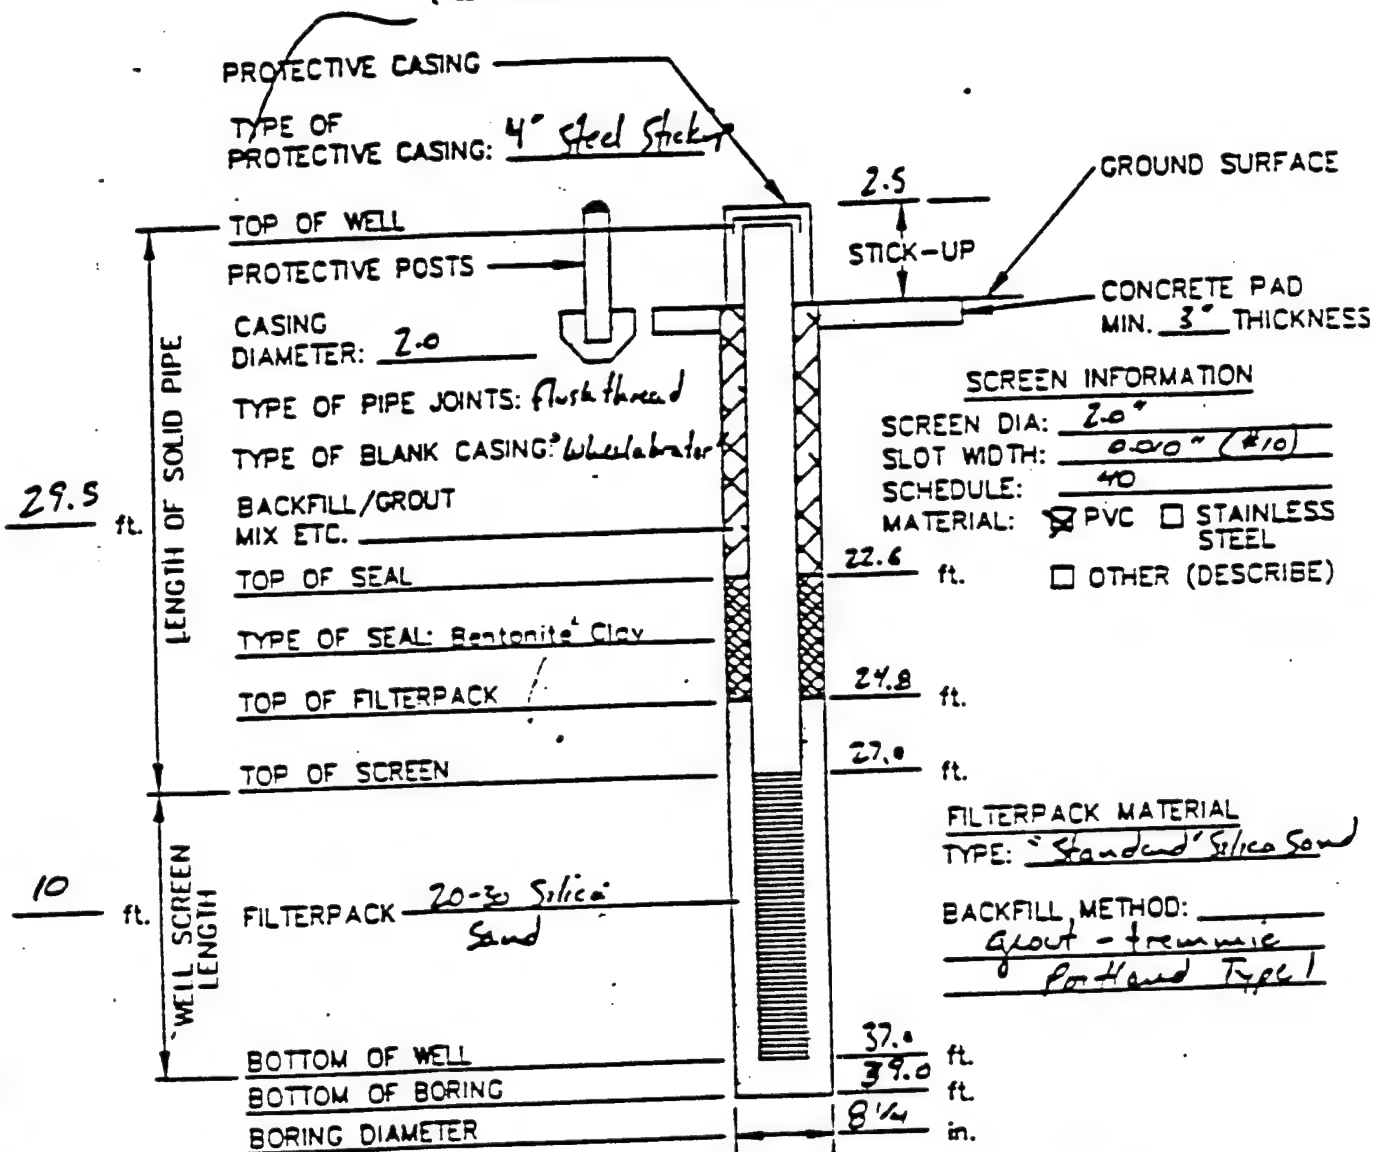 PROTECTIVE CASING
TYPE OF
PROTECTIVE CASING: 4" Steel Stickup
2.5
GROUND SURFACE
TOP OF WELL
STICK-UP
PROTECTIVE POSTS
CONCRETE PAD
MIN. 3" THICKNESS
CASING
DIAMETER: 2.0
SCREEN INFORMATION
TYPE OF PIPE JOINTS: flush thread
SCREEN DIA: 2.0"
TYPE OF BLANK CASING: "Wheelabrator"
SLOT WIDTH: 0.010" (#10)
SCHEDULE: 40
LENGTH OF SOLID PIPE
29.5 ft.
BACKFILL/GROUT
MIX ETC.
MATERIAL: PVC STAINLESS
STEEL
OTHER (DESCRIBE)
TOP OF SEAL
22.6 ft.
TYPE OF SEAL: Bentonite Clay
TOP OF FILTERPACK
24.8 ft.
TOP OF SCREEN
27.0 ft.
FILTERPACK MATERIAL
TYPE: "Standard" Silica Sand
10 ft.
WELL SCREEN
LENGTH
FILTERPACK 20-30 Silica
Sand
BACKFILL METHOD:
Grout - tremmie
Portland Type 1
BOTTOM OF WELL
37.0 ft.
BOTTOM OF BORING
39.0 ft.
BORING DIAMETER
8 1/4 in.